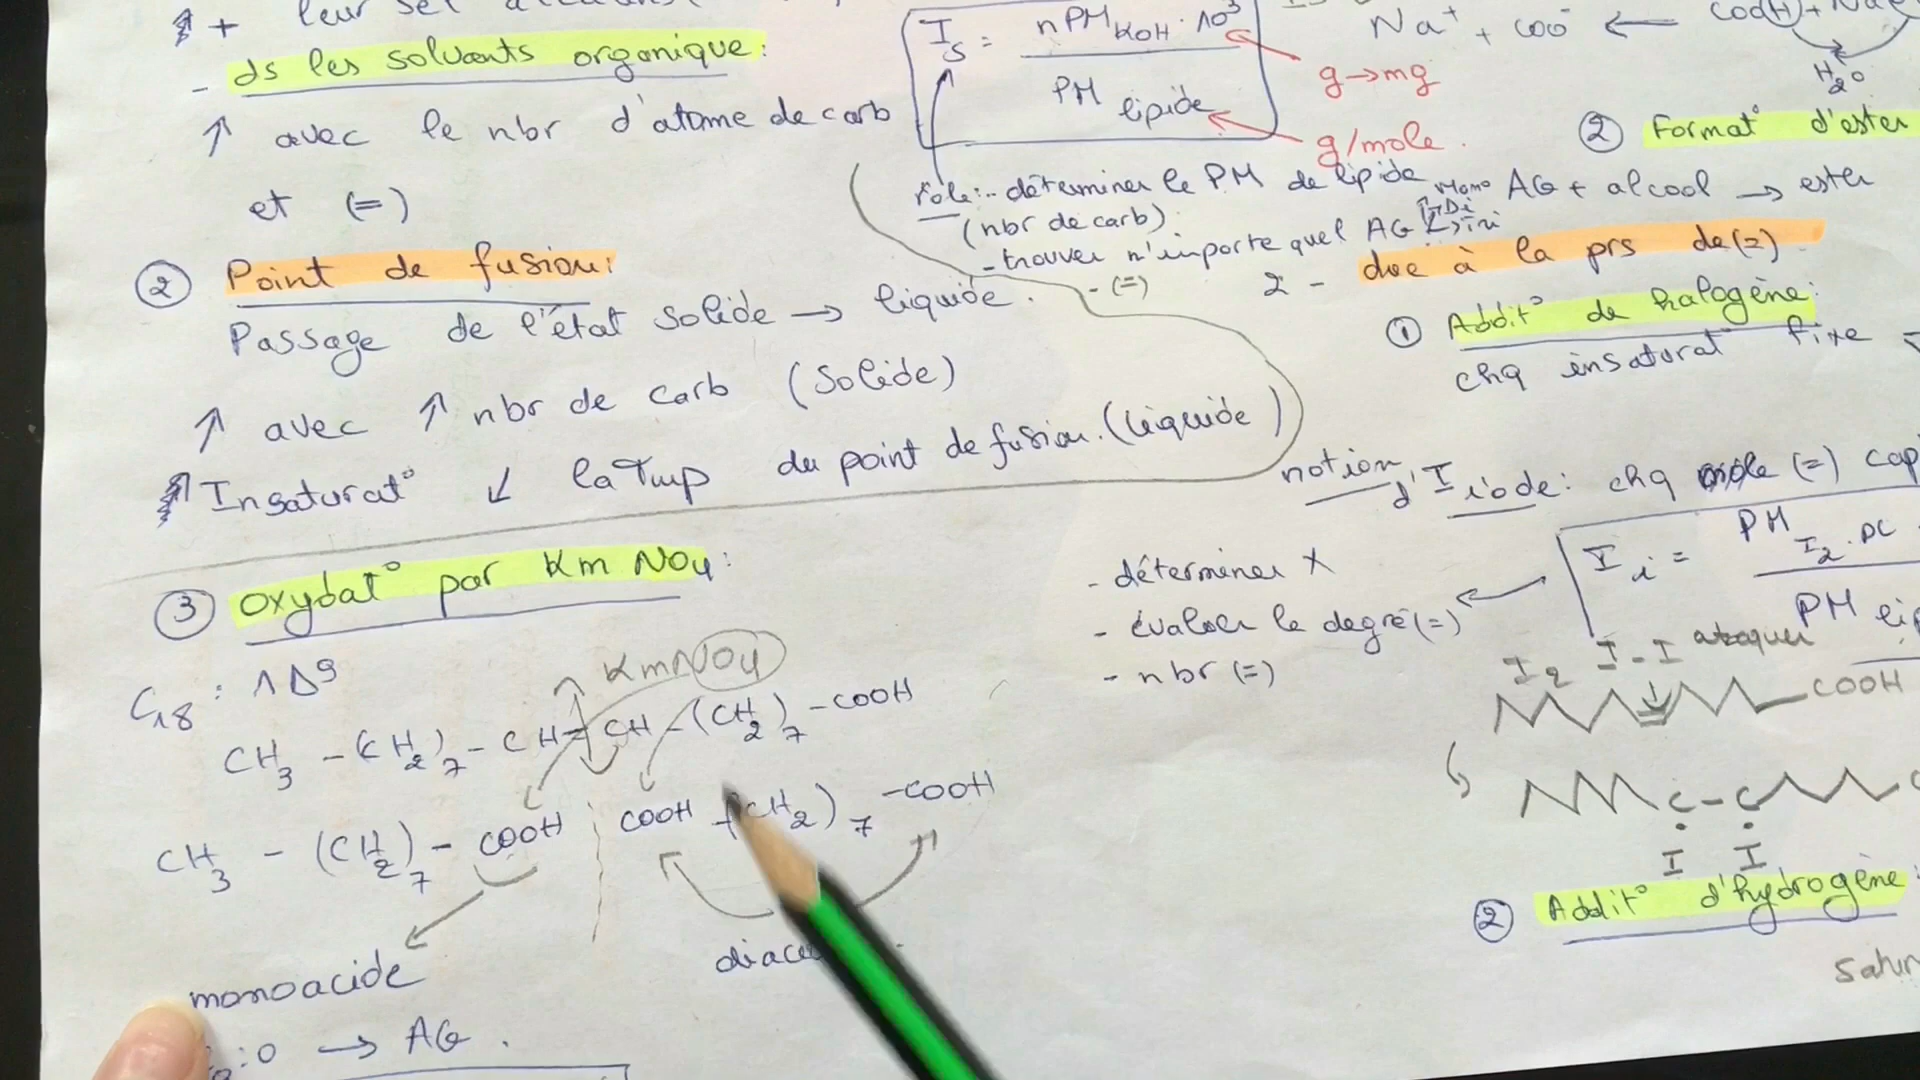 + leur sel
- ds les solvants organique:
↑ avec le nbr d'atome de carb
et (=)
② Point de fusion:
Passage de l'état solide → liquide.
↑ avec ↑ nbr de carb (Solide)
↑ Insaturat° ↓ la Tmp du point de fusion. (liquide)
③ Oxydat° par KmNO4:
C18: 1Δ9
KmNO4
CH3 - (CH2)7 - CH = CH - (CH2)7 - COOH
CH3 - (CH2)7 - COOH COOH - (CH2)7 - COOH
monoacide
:0 → AG.
Is = nPM KOH . 10³
PM lipide
g→mg
g/mole.
rôle:.. déterminer le PM de lipide
(nbr de carb)
- trouver n'importe quel AG
Mono
Di
Tri
- (=)
- déterminer X
- évaluer le degré (=)
- nbr (=)
Na+ + COO- ←
H2O
② Format° d'ester
AG + alcool → ester
2 - due à la prs de (=)
① Addit° de halogène:
chq insaturat° fixe
notion d'I iode: chq mole (=)
Ii = PM I2 .
PM
I2 I-I attaquer
COOH
C - C
I I
② Addit° d'hydrogène: